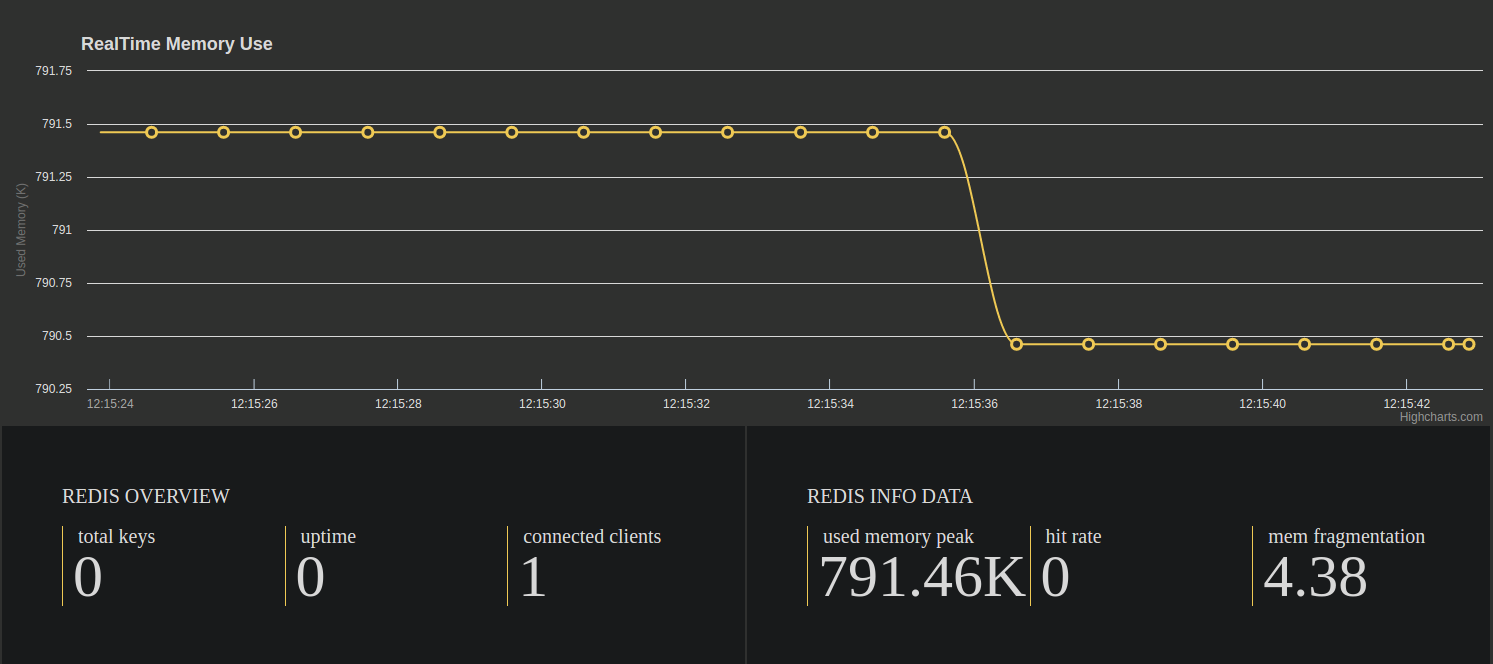 RealTime Memory Use
791.75
791.5
791.25
791
790.75
790.5
790.25
Used Memory (K)
12:15:24 12:15:26 12:15:28 12:15:30 12:15:32 12:15:34 12:15:36 12:15:38 12:15:40 12:15:42
Highcharts.com
REDIS OVERVIEW
total keys uptime connected clients
0 0 1
REDIS INFO DATA
used memory peak hit rate mem fragmentation
791.46K 0 4.38